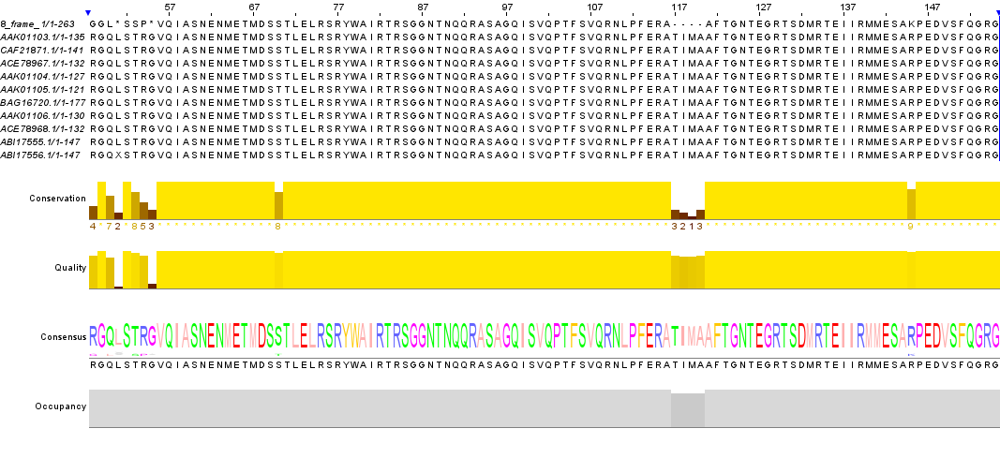 57 67 77 87 97 107 117 127 137 147
8_frame_1/1-263 GGL*SSP*VQIASNENMETMDSNTLELRSRYWAIRTRSGGNTNQQRASAGQISVQPTFSVQRNLPFERA----AFTGNTEGRTSDMRTEIIRMMESAKPEDVSFQGRG
AAK01103.1/1-135 RGQLSTRGVQIASNENMETMDSSTLELRSRYWAIRTRSGGNTNQQRASAGQISVQPTFSVQRNLPFERATIMAAFTGNTEGRTSDMRTEIIRMMESARPEDVSFQGRG
CAF21871.1/1-141 RGQLSTRGVQIASNENMETMDSSTLELRSRYWAIRTRSGGNTNQQRASAGQISVQPTFSVQRNLPFERATIMAAFTGNTEGRTSDMRTEIIRMMESARPEDVSFQGRG
ACE78967.1/1-132 RGQLSTRGVQIASNENMETMDSSTLELRSRYWAIRTRSGGNTNQQRASAGQISVQPTFSVQRNLPFERATIMAAFTGNTEGRTSDMRTEIIRMMESARPEDVSFQGRG
AAK01104.1/1-127 RGQLSTRGVQIASNENMETMDSSTLELRSRYWAIRTRSGGNTNQQRASAGQISVQPTFSVQRNLPFERATIMAAFTGNTEGRTSDMRTEIIRMMESARPEDVSFQGRG
AAK01105.1/1-121 RGQLSTRGVQIASNENMETMDSSTLELRSRYWAIRTRSGGNTNQQRASAGQISVQPTFSVQRNLPFERATIMAAFTGNTEGRTSDMRTEIIRMMESARPEDVSFQGRG
BAG16720.1/1-177 RGQLSTRGVQIASNENMETMDSSTLELRSRYWAIRTRSGGNTNQQRASAGQISVQPTFSVQRNLPFERATIMAAFTGNTEGRTSDMRTEIIRMMESARPEDVSFQGRG
AAK01106.1/1-130 RGQLSTRGVQIASNENMETMDSSTLELRSRYWAIRTRSGGNTNQQRASAGQISVQPTFSVQRNLPFERATIMAAFTGNTEGRTSDMRTEIIRMMESARPEDVSFQGRG
ACE78968.1/1-132 RGQLSTRGVQIASNENMETMDSSTLELRSRYWAIRTRSGGNTNQQRASAGQISVQPTFSVQRNLPFERATIMAAFTGNTEGRTSDMRTEIIRMMESARPEDVSFQGRG
ABI17555.1/1-147 RGQLSTRGVQIASNENMETMDSSTLELRSRYWAIRTRSGGNTNQQRASAGQISVQPTFSVQRNLPFERATIMAAFTGNTEGRTSDMRTEIIRMMESARPEDVSFQGRG
ABI17556.1/1-147 RGQXSTRGVQIASNENMETMDSSTLELRSRYWAIRTRSGGNTNQQRASAGQISVQPTFSVQRNLPFERATIMAAFTGNTEGRTSDMRTEIIRMMESARPEDVSFQGRG
Conservation
4*72*853**************8**********************************************3213************************9**********
Quality
Consensus RGQLSTRGVQIASNENMETMDSSTLELRSRYWAIRTRSGGNTNQQRASAGQISVQPTFSVQRNLPFERATIMAAFTGNTEGRTSDMRTEIIRMMESARPEDVSFQGRG
RGQLSTRGVQIASNENMETMDSSTLELRSRYWAIRTRSGGNTNQQRASAGQISVQPTFSVQRNLPFERATIMAAFTGNTEGRTSDMRTEIIRMMESARPEDVSFQGRG
Occupancy